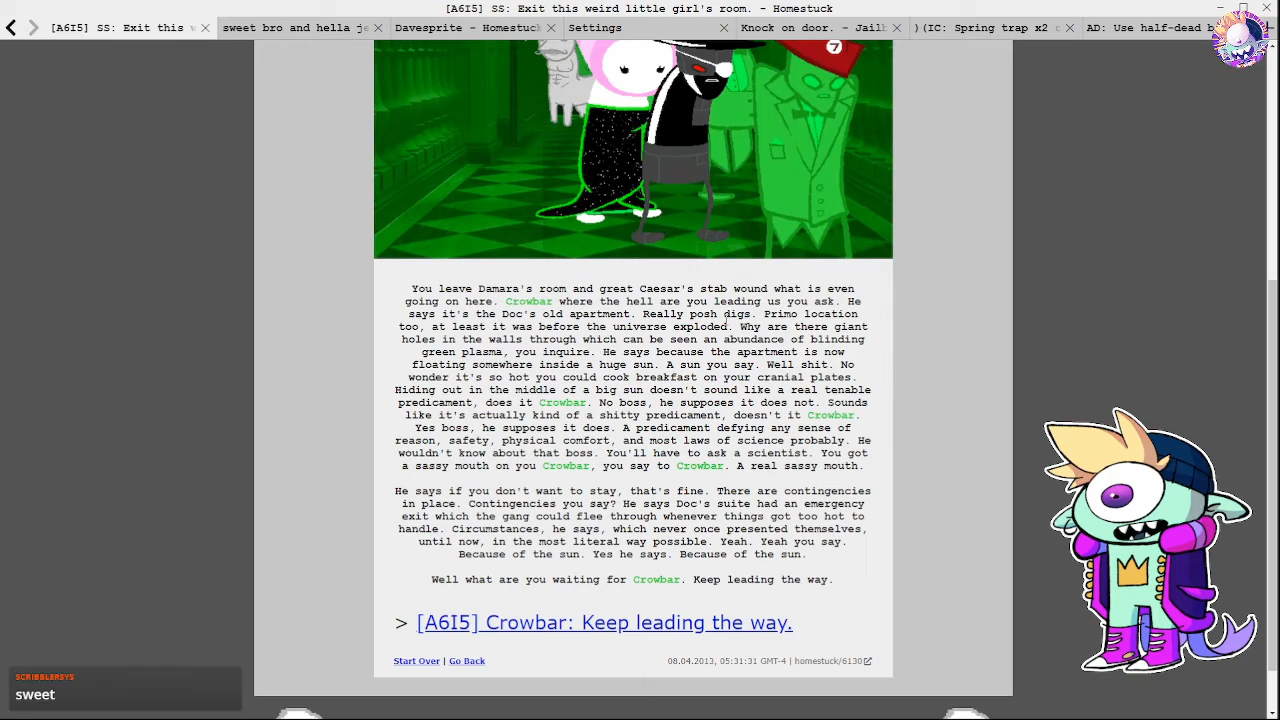 [A6I5] SS: Exit this weird little girl's room. - Homestuck
[A6I5] SS: Exit this w
sweet bro and hella je
Davesprite - Homestuck
Settings
Knock on door. - Jailb
)(IC: Spring trap x2 c
AD: Use half-dead
7
You leave Damara's room and great Caesar's stab wound what is even
going on here. Crowbar where the hell are you leading us you ask. He
says it's the Doc's old apartment. Really posh digs. Primo location
too, at least it was before the universe exploded. Why are there giant
holes in the walls through which can be seen an abundance of blinding
green plasma, you inquire. He says because the apartment is now
floating somewhere inside a huge sun. A sun you say. Well shit. No
wonder it's so hot you could cook breakfast on your cranial plates.
Hiding out in the middle of a big sun doesn't sound like a real tenable
predicament, does it Crowbar. No boss, he supposes it does not. Sounds
like it's actually kind of a shitty predicament, doesn't it Crowbar.
Yes boss, he supposes it does. A predicament defying any sense of
reason, safety, physical comfort, and most laws of science probably. He
wouldn't know about that boss. You'll have to ask a scientist. You got
a sassy mouth on you Crowbar, you say to Crowbar. A real sassy mouth.
He says if you don't want to stay, that's fine. There are contingencies
in place. Contingencies you say? He says Doc's suite had an emergency
exit which the gang could flee through whenever things got too hot to
handle. Circumstances, he says, which never once presented themselves,
until now, in the most literal way possible. Yeah. Yeah you say.
Because of the sun. Yes he says. Because of the sun.
Well what are you waiting for Crowbar. Keep leading the way.
> [A6I5] Crowbar: Keep leading the way.
Start Over | Go Back
08.04.2013, 05:31:31 GMT-4 | homestuck/6130
SCRIBBLERSYS
sweet